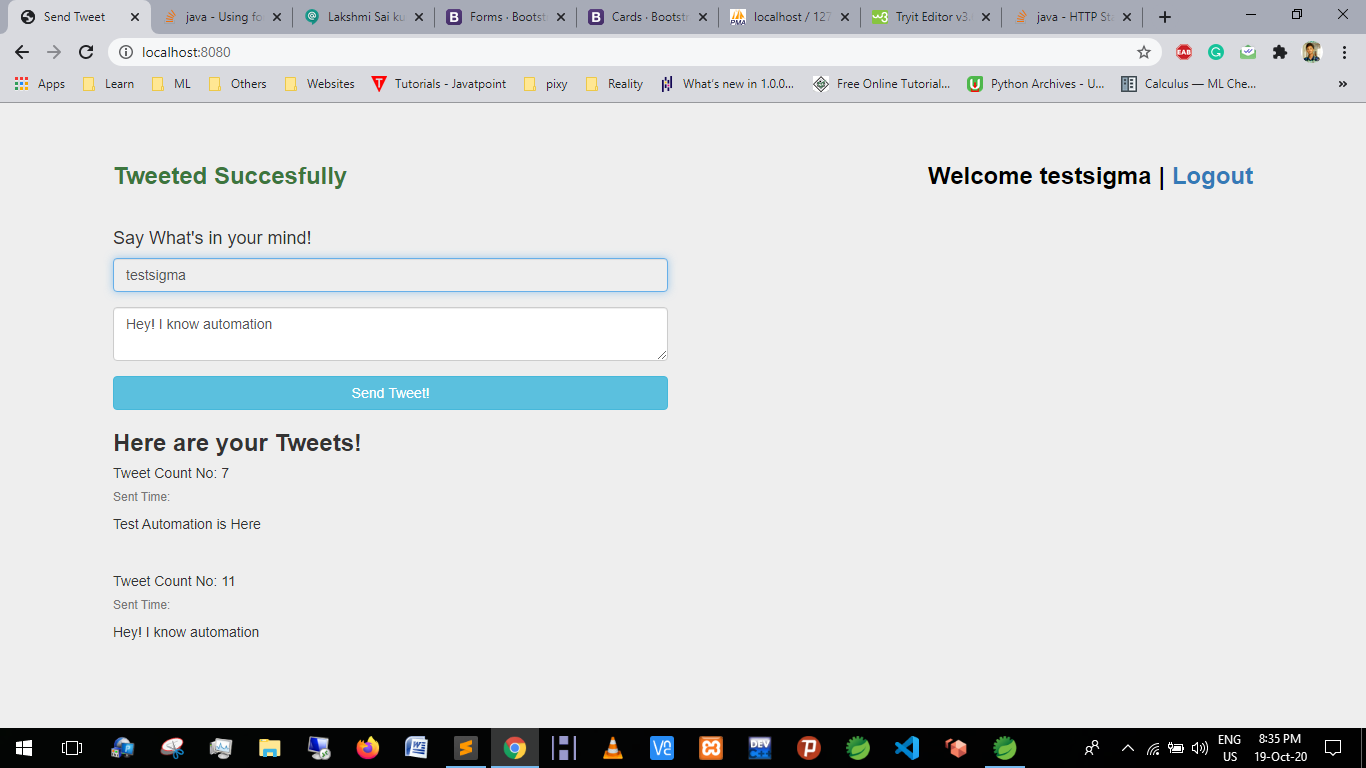 Send Tweet
java - Using fo
Lakshmi Sai ku
Forms · Bootst
Cards · Bootstr
localhost / 127
Tryit Editor v3.
java - HTTP Sta
localhost:8080
Apps
Learn
ML
Others
Websites
Tutorials - Javatpoint
pixy
Reality
What's new in 1.0.0...
Free Online Tutorial...
Python Archives - U...
Calculus — ML Che...
Tweeted Succesfully
Welcome testsigma | Logout
Say What's in your mind!
testsigma
Hey! I know automation
Send Tweet!
Here are your Tweets!
Tweet Count No: 7
Sent Time:
Test Automation is Here
Tweet Count No: 11
Sent Time:
Hey! I know automation
ENG
US
8:35 PM
19-Oct-20